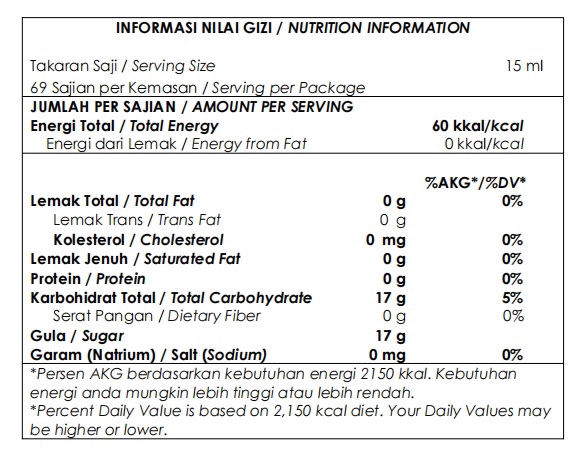 INFORMASI NILAI GIZI / NUTRITION INFORMATION
Takaran Saji / Serving Size 15 ml
69 Sajian per Kemasan / Serving per Package
JUMLAH PER SAJIAN / AMOUNT PER SERVING
Energi Total / Total Energy 60 kkal/kcal
Energi dari Lemak / Energy from Fat 0 kkal/kcal
%AKG*/%DV*
Lemak Total / Total Fat 0 g 0%
Lemak Trans / Trans Fat 0 g
Kolesterol / Cholesterol 0 mg 0%
Lemak Jenuh / Saturated Fat 0 g 0%
Protein / Protein 0 g 0%
Karbohidrat Total / Total Carbohydrate 17 g 5%
Serat Pangan / Dietary Fiber 0 g 0%
Gula / Sugar 17 g
Garam (Natrium) / Salt (Sodium) 0 mg 0%
*Persen AKG berdasarkan kebutuhan energi 2150 kkal. Kebutuhan
energi anda mungkin lebih tinggi atau lebih rendah.
*Percent Daily Value is based on 2,150 kcal diet. Your Daily Values may
be higher or lower.